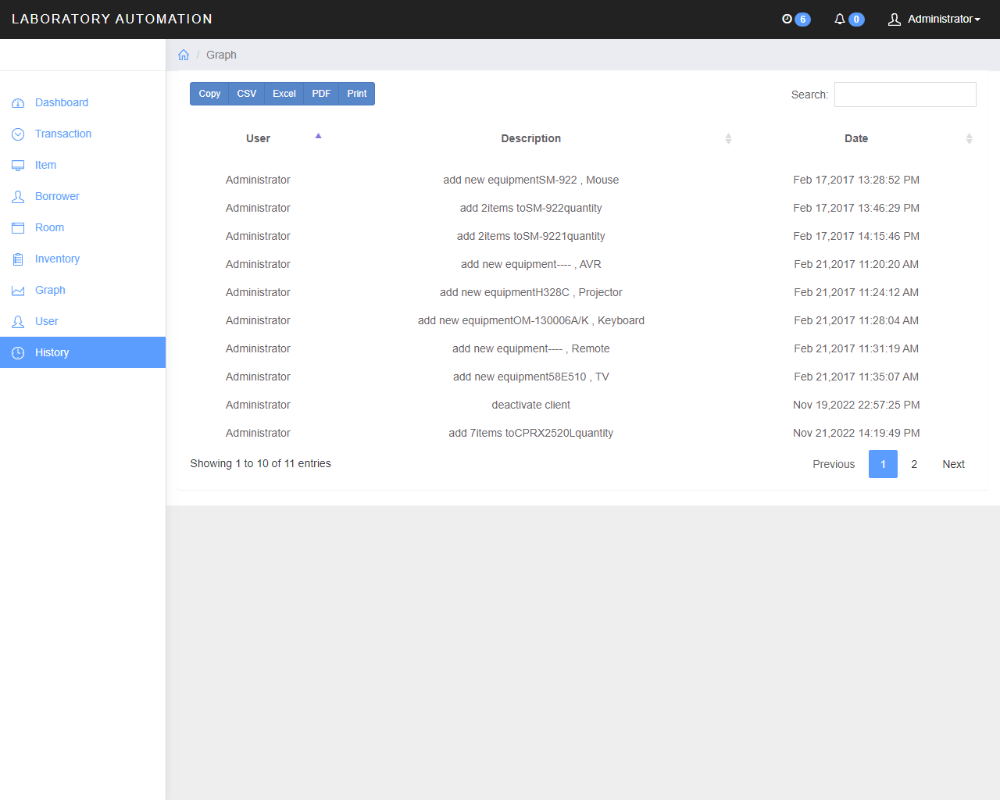 LABORATORY AUTOMATION 6 0 Administrator
/ Graph
Dashboard
Transaction
Item
Borrower
Room
Inventory
Graph
User
History
Copy CSV Excel PDF Print Search:
User Description Date
Administrator add new equipmentSM-922 , Mouse Feb 17,2017 13:28:52 PM
Administrator add 2items toSM-922quantity Feb 17,2017 13:46:29 PM
Administrator add 2items toSM-9221quantity Feb 17,2017 14:15:46 PM
Administrator add new equipment---- , AVR Feb 21,2017 11:20:20 AM
Administrator add new equipmentH328C , Projector Feb 21,2017 11:24:12 AM
Administrator add new equipmentOM-130006A/K , Keyboard Feb 21,2017 11:28:04 AM
Administrator add new equipment---- , Remote Feb 21,2017 11:31:19 AM
Administrator add new equipment58E510 , TV Feb 21,2017 11:35:07 AM
Administrator deactivate client Nov 19,2022 22:57:25 PM
Administrator add 7items toCPRX2520Lquantity Nov 21,2022 14:19:49 PM
Showing 1 to 10 of 11 entries Previous 1 2 Next